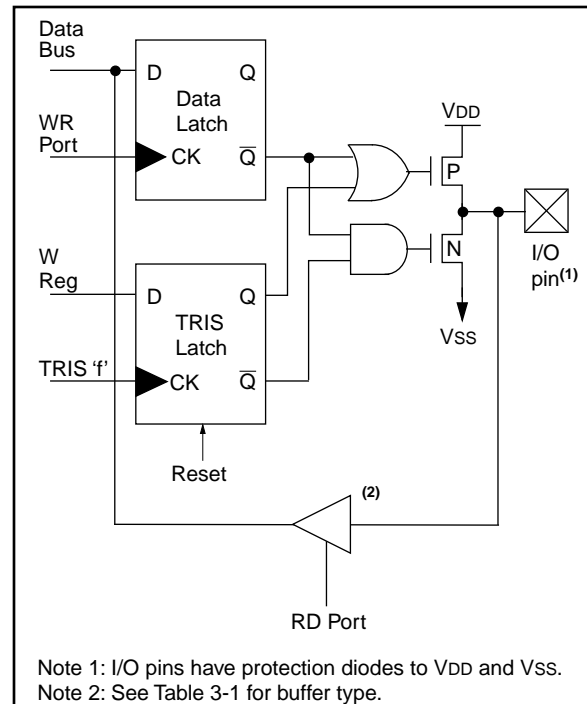 Data
Bus
D
Q
Data
Latch
WR
Port
CK
Q
VDD
P
I/O
pin(1)
N
VSS
W
Reg
D
Q
TRIS
Latch
TRIS 'f'
CK
Q
Reset
(2)
RD Port
Note 1: I/O pins have protection diodes to VDD and VSS.
Note 2: See Table 3-1 for buffer type.